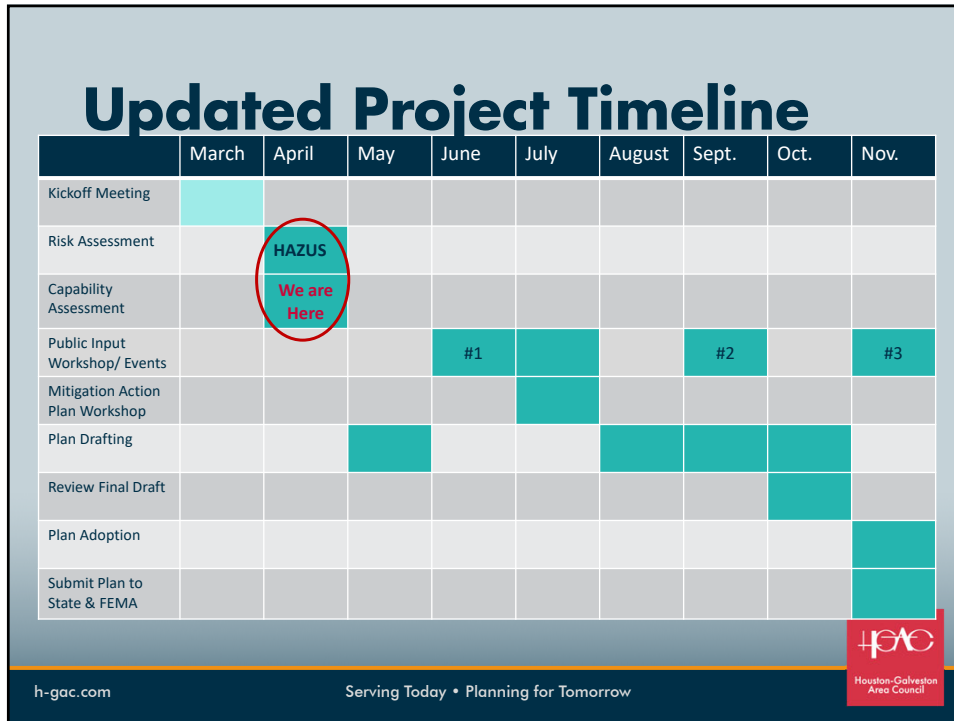 Updated Project Timeline
March April May June July August Sept. Oct. Nov.
Kickoff Meeting
Risk Assessment
HAZUS
Capability
Assessment
We are
Here
Public Input
Workshop/ Events
#1 #2 #3
Mitigation Action
Plan Workshop
Plan Drafting
Review Final Draft
Plan Adoption
Submit Plan to
State & FEMA
HGAC
Houston-Galveston
Area Council
h-gac.com
Serving Today • Planning for Tomorrow